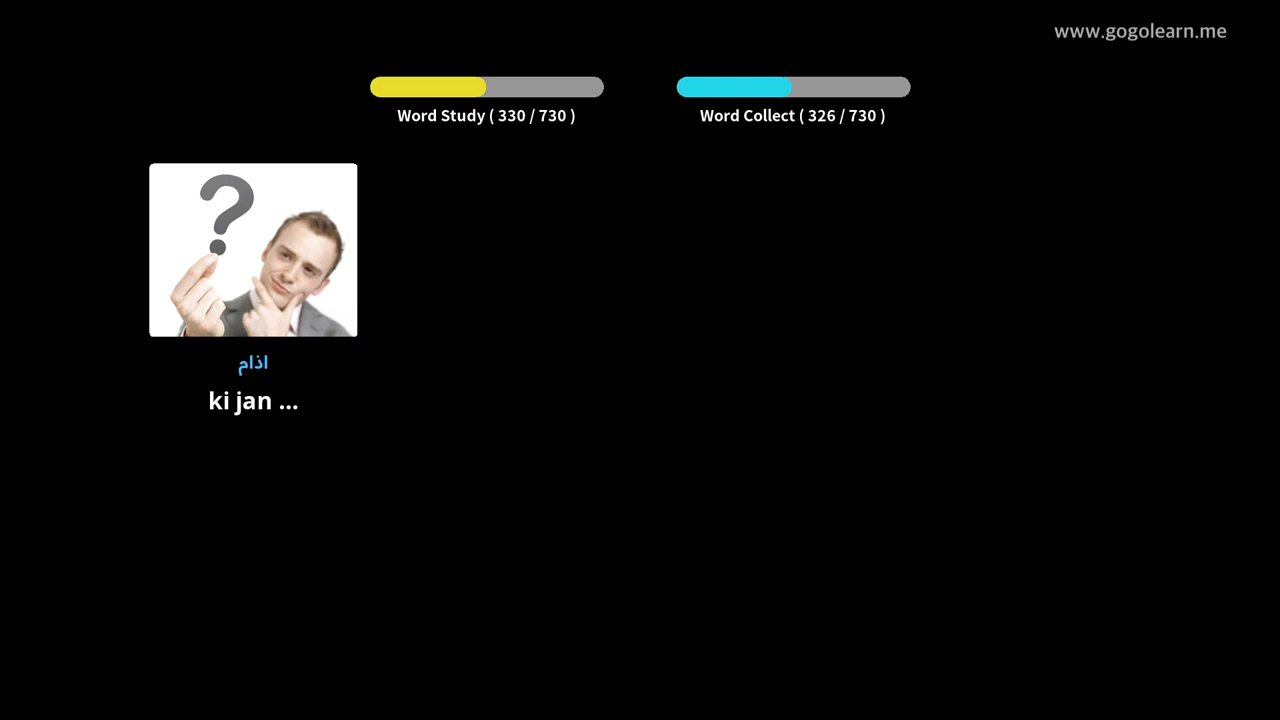 www.gogolearn.me
Word Study ( 330 / 730 )
Word Collect ( 326 / 730 )
?
اذام
ki jan ...